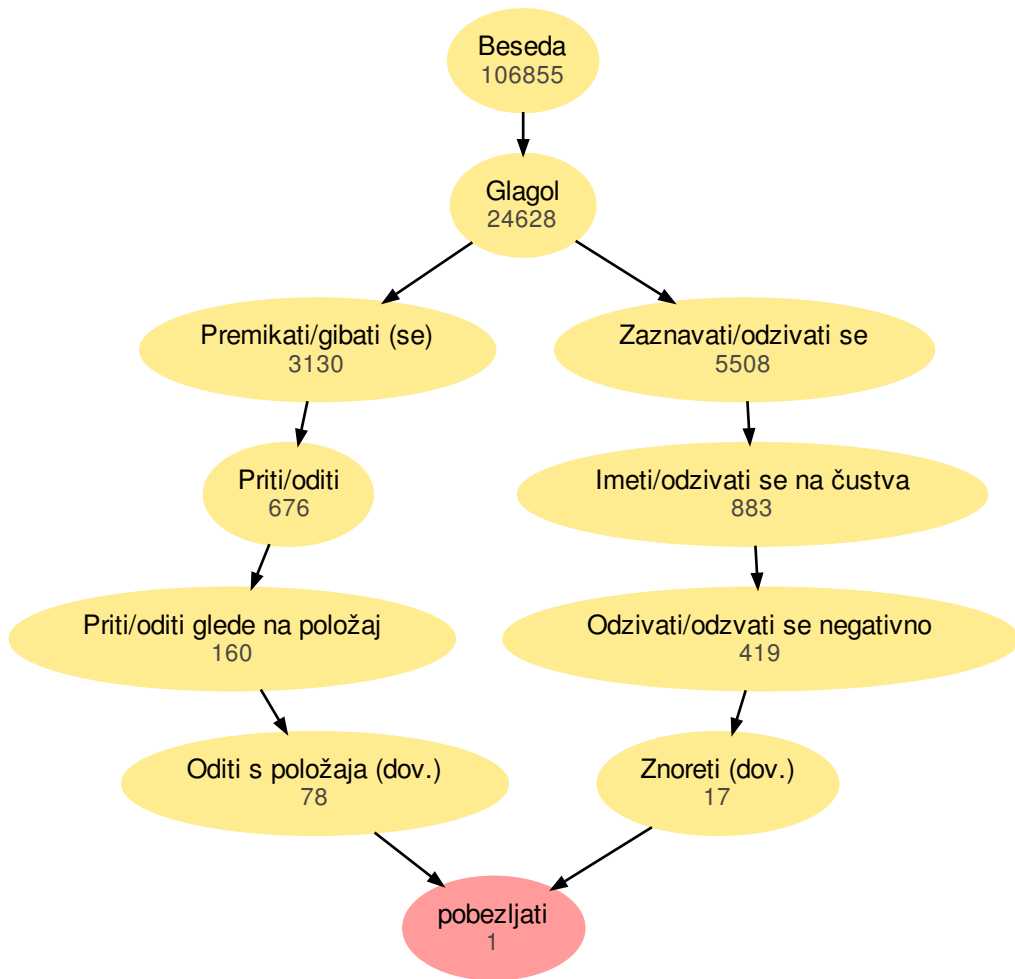 Beseda
106855
Glagol
24628
Premikati/gibati (se)
3130
Zaznavati/odzivati se
5508
Priti/oditi
676
Imeti/odzivati se na čustva
883
Priti/oditi glede na položaj
160
Odzivati/odzvati se negativno
419
Oditi s položaja (dov.)
78
Znoreti (dov.)
17
pobezljati
1